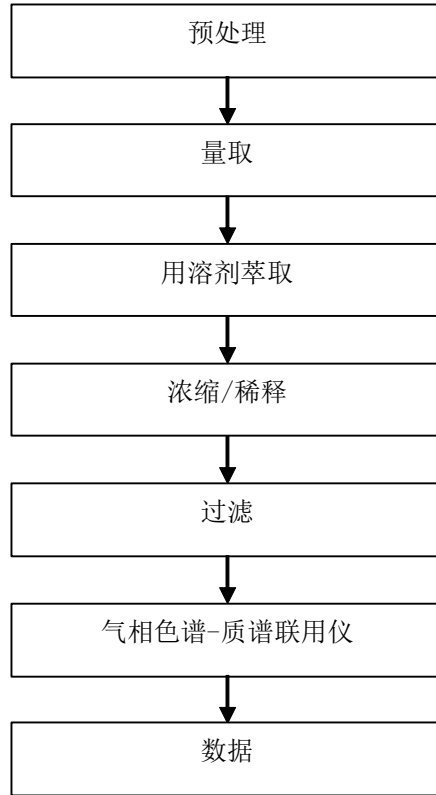 预处理
量取
用溶剂萃取
浓缩/稀释
过滤
气相色谱-质谱联用仪
数据